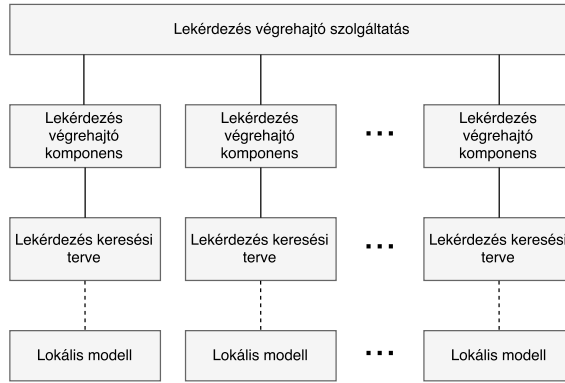 Lekérdezés végrehajtó szolgáltatás
Lekérdezés
végrehajtó
komponens
Lekérdezés
végrehajtó
komponens
...
Lekérdezés
végrehajtó
komponens
Lekérdezés keresési
terve
Lekérdezés keresési
terve
...
Lekérdezés keresési
terve
Lokális modell
Lokális modell
...
Lokális modell